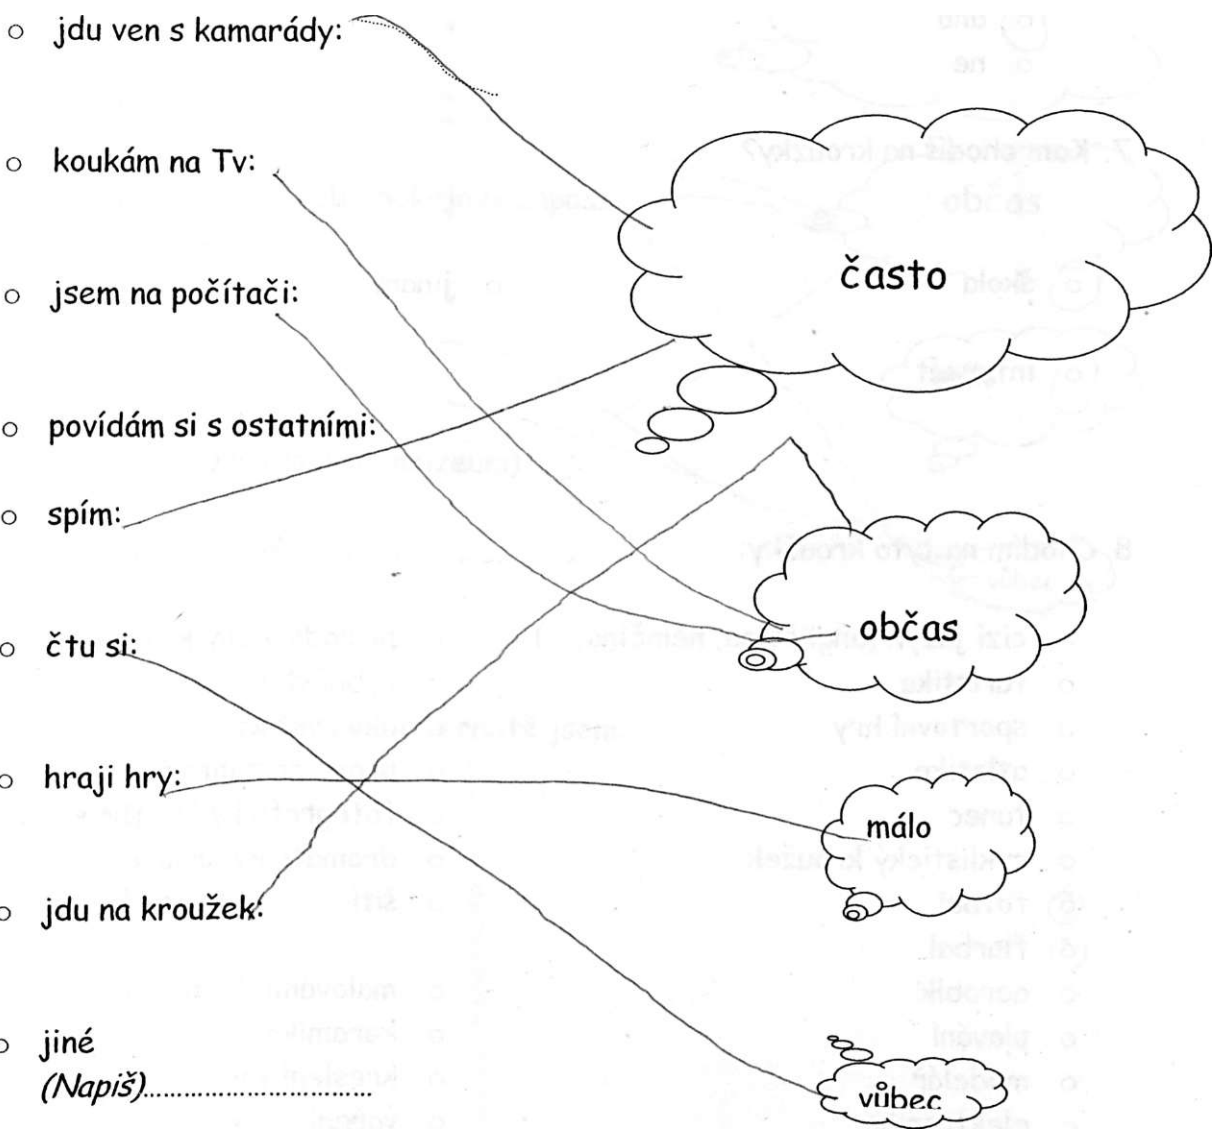 jdu ven s kamarády:
koukám na Tv:
často
jsem na počítači:
povídám si s ostatními:
spím:
občas
čtu si:
hraji hry:
málo
jdu na kroužek:
jiné
(Napiš)..................................
vůbec